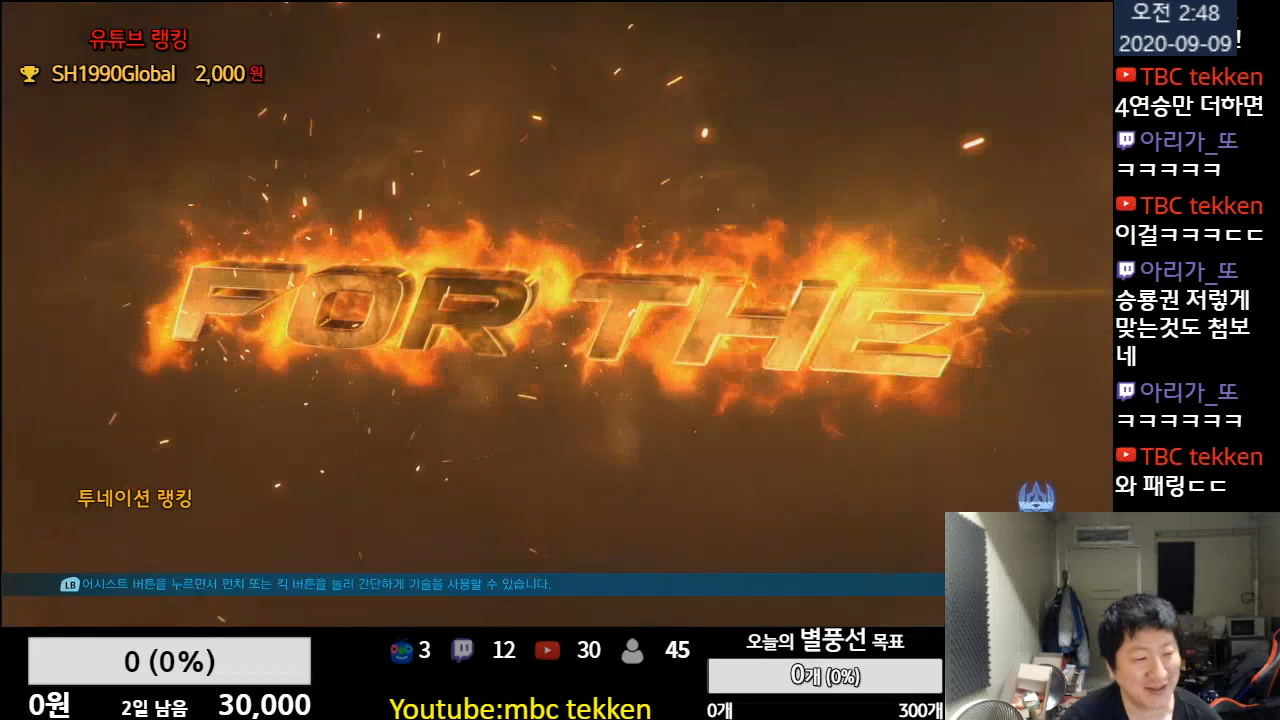 유튜브 랭킹
SH1990Global 2,000원
FOR THE
투네이션 랭킹
LB 어시스트 버튼을 누르면서 펀치 또는 킥 버튼을 눌러 간단하게 기술을 사용할 수 있습니다.
오전 2:48
2020-09-09
!
TBC tekken
4연승만 더하면
아리가_또
ㅋㅋㅋㅋㅋ
TBC tekken
이걸ㅋㅋㅋㄷㄷ
아리가_또
승룡권 저렇게
맞는것도 첨보
네
아리가_또
ㅋㅋㅋㅋㅋㅋ
TBC tekken
와 패링ㄷㄷ
0 (0%)
0원 2일 남음 30,000
3 12 30 45
Youtube:mbc tekken
오늘의 별풍선 목표
0개 (0%)
0개 300개